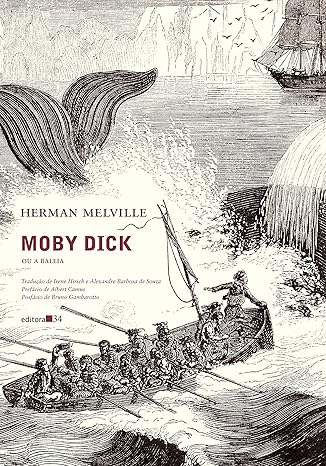 HERMAN MELVILLE
MOBY DICK
OU A BALEIA
Tradução de Irene Hirsch e Alexandre Barbosa de Souza
Prefácio de Albert Camus
Posfácio de Bruno Gambarotto
editora 34